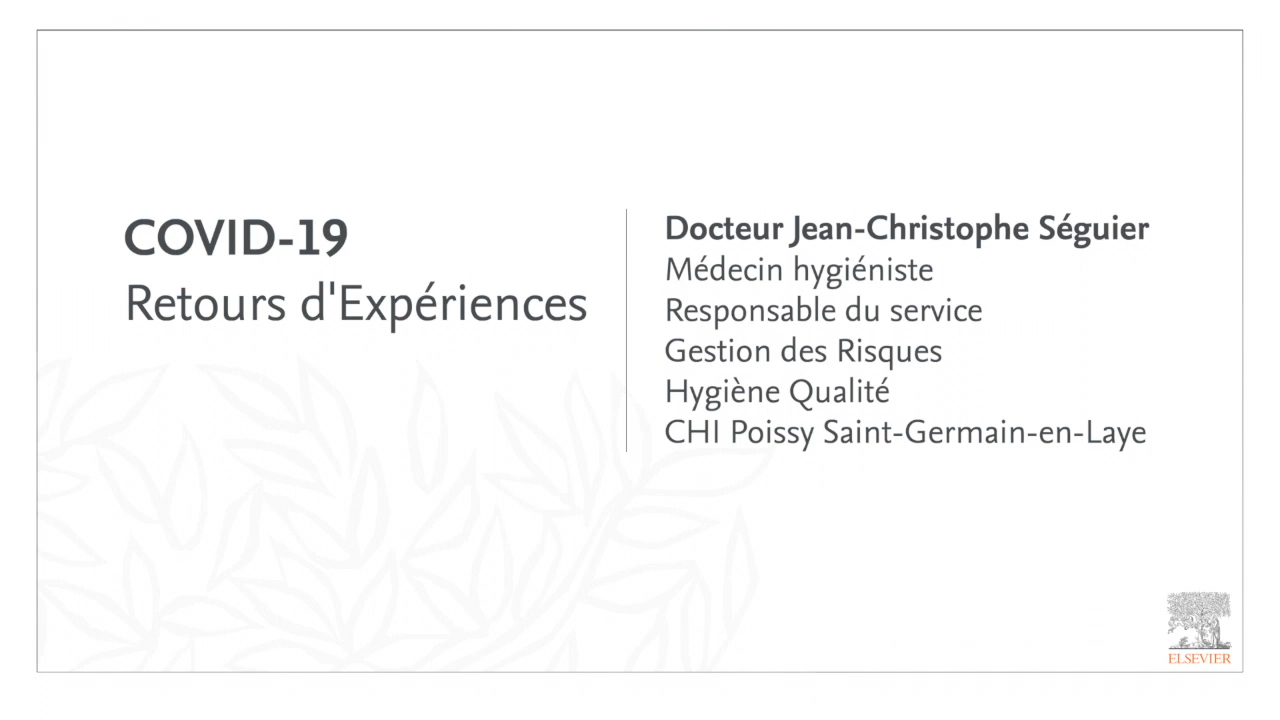 COVID-19
Retours d'Expériences
Docteur Jean-Christophe Séguier
Médecin hygiéniste
Responsable du service
Gestion des Risques
Hygiène Qualité
CHI Poissy Saint-Germain-en-Laye
ELSEVIER